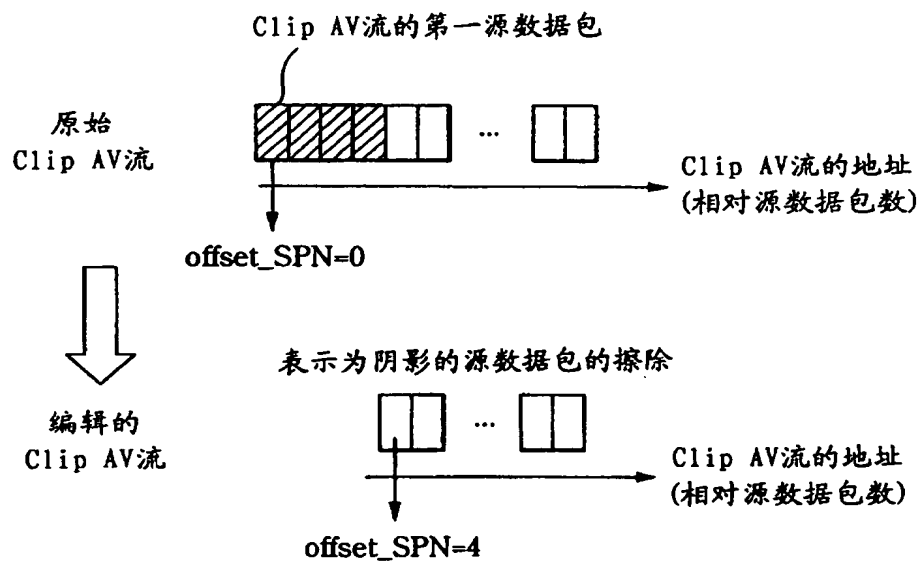 Clip AV流的第一源数据包
原始
Clip AV流
...
Clip AV流的地址
(相对源数据包数)
offset_SPN=0
表示为阴影的源数据包的擦除
编辑的
Clip AV流
...
Clip AV流的地址
(相对源数据包数)
offset_SPN=4